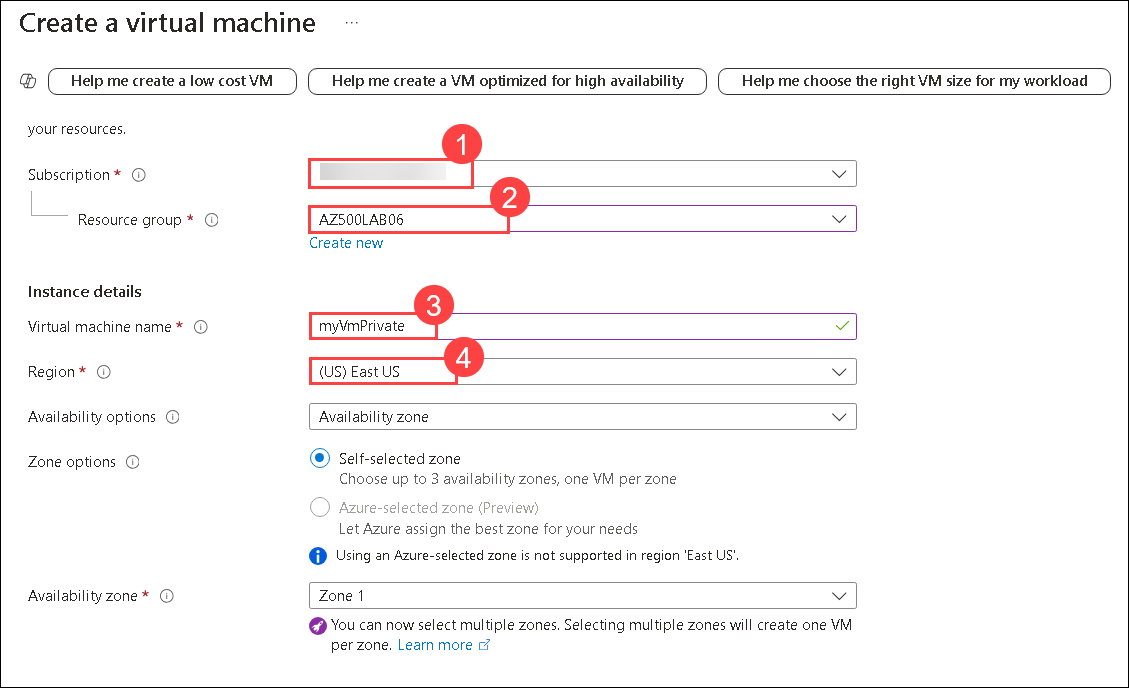 Create a virtual machine ...
Help me create a low cost VM
Help me create a VM optimized for high availability
Help me choose the right VM size for my workload
your resources.
1
Subscription *
2
Resource group *
AZ500LAB06
Create new
Instance details
3
Virtual machine name *
myVmPrivate
4
Region *
(US) East US
Availability options
Availability zone
Zone options
Self-selected zone
Choose up to 3 availability zones, one VM per zone
Azure-selected zone (Preview)
Let Azure assign the best zone for your needs
Using an Azure-selected zone is not supported in region 'East US'.
Availability zone *
Zone 1
You can now select multiple zones. Selecting multiple zones will create one VM
per zone. Learn more